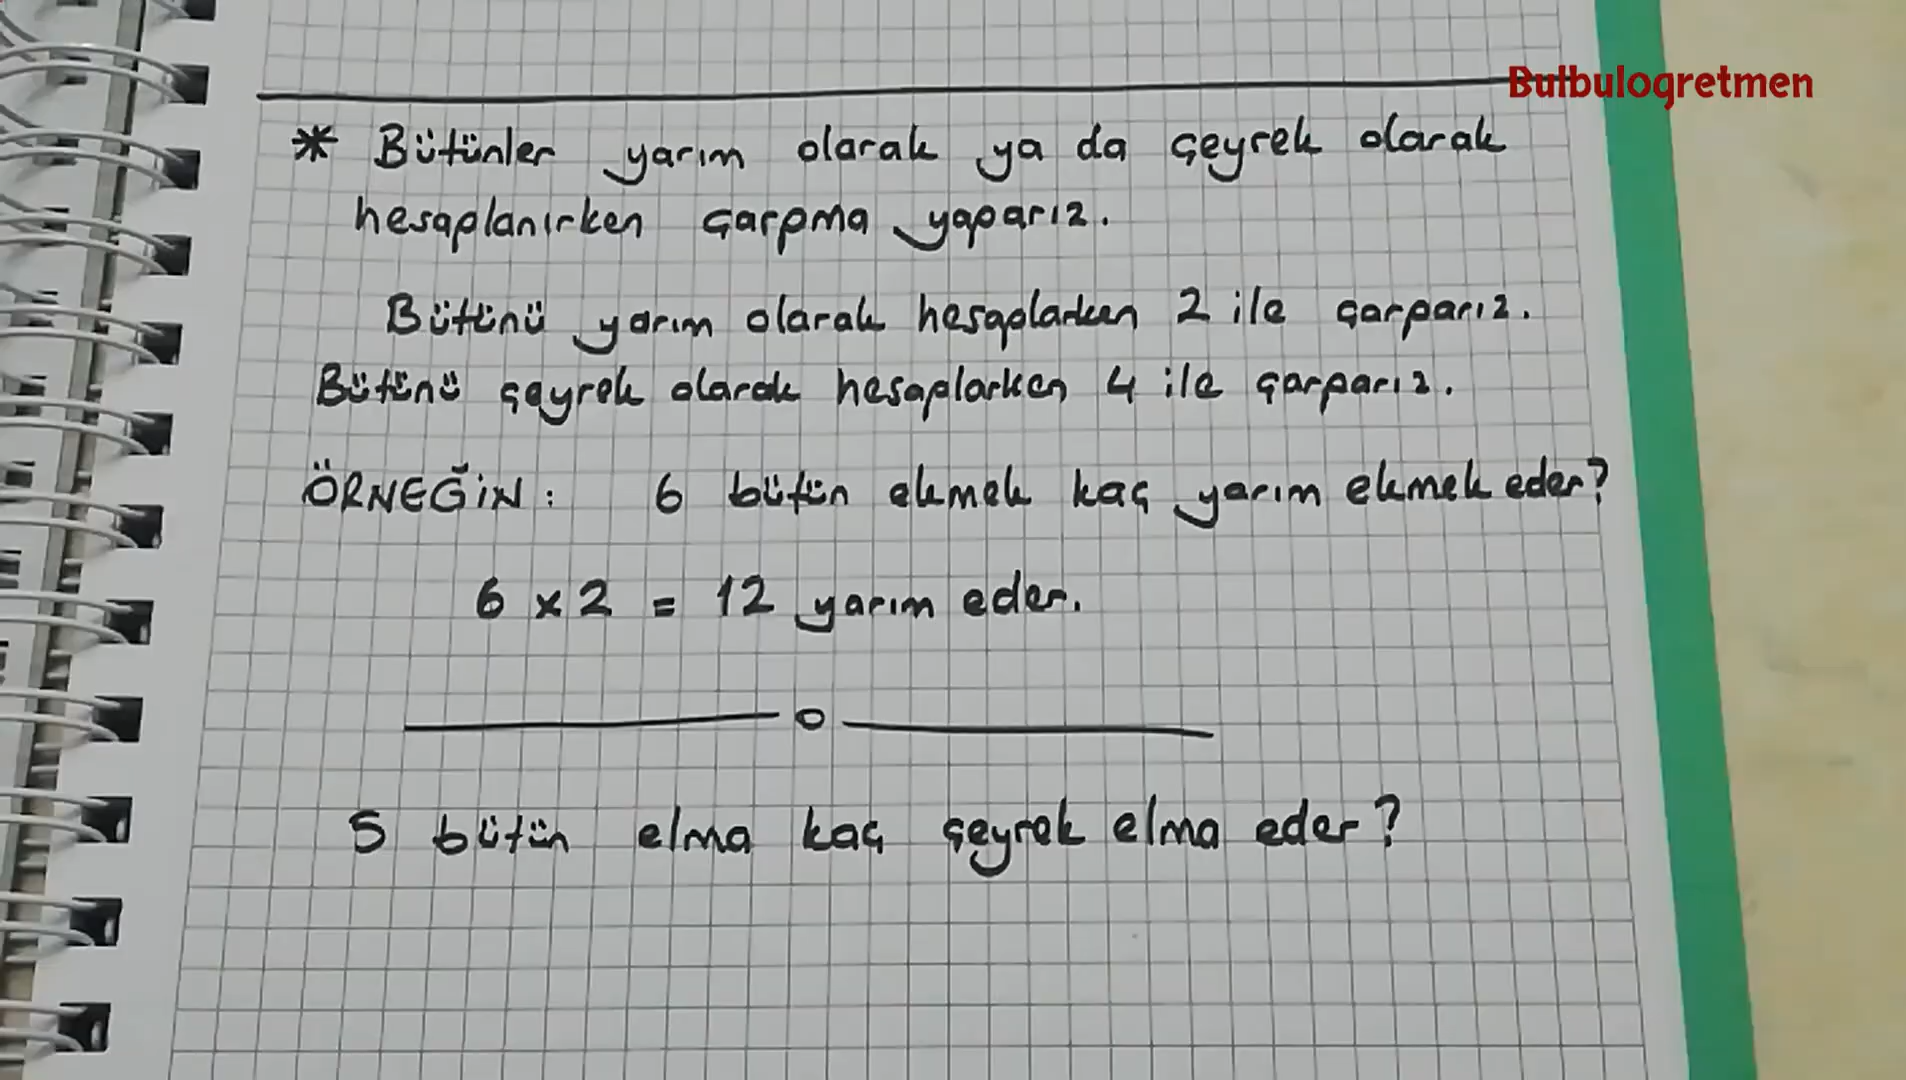 Bulbulogretmen
* Bütünler yarım olarak ya da çeyrek olarak
hesaplanırken çarpma yaparız.
Bütünü yarım olarak hesaplarken 2 ile çarparız.
Bütünü çeyrek olarak hesaplarken 4 ile çarparız.
ÖRNEĞİN: 6 bütün ekmek kaç yarım ekmek eder?
6 x 2 = 12 yarım eder.
5 bütün elma kaç çeyrek elma eder?